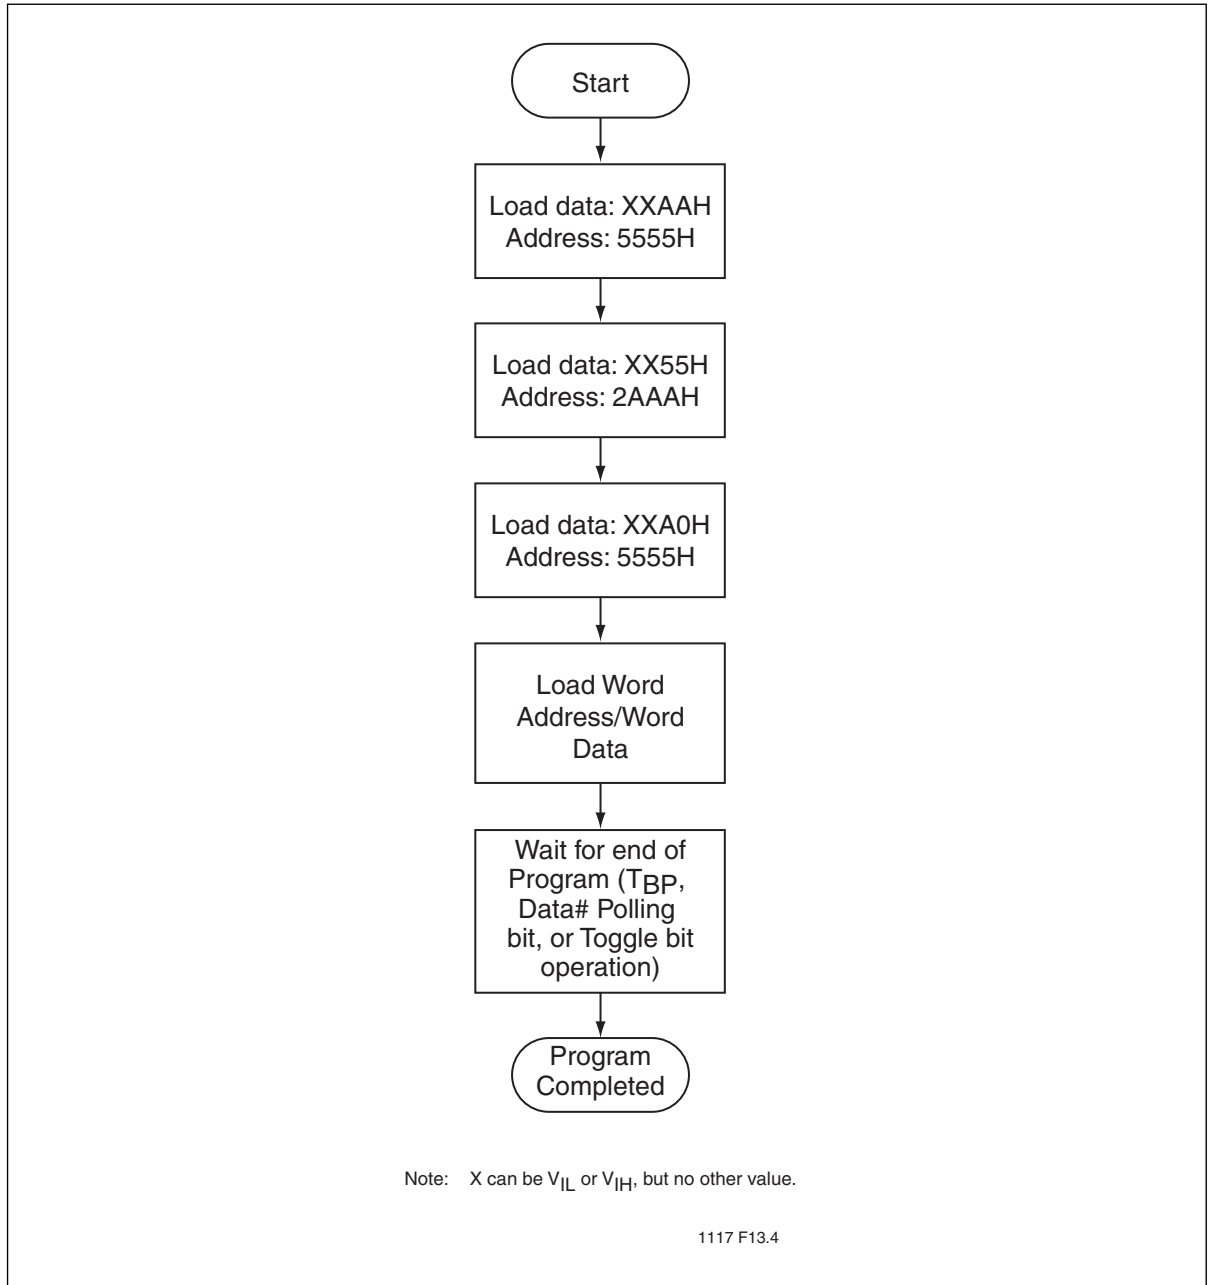 Start
Load data: XXAAH
Address: 5555H
Load data: XX55H
Address: 2AAAH
Load data: XXA0H
Address: 5555H
Load Word
Address/Word
Data
Wait for end of
Program (TBP,
Data# Polling
bit, or Toggle bit
operation)
Program
Completed
Note: X can be VIL or VIH, but no other value.
1117 F13.4